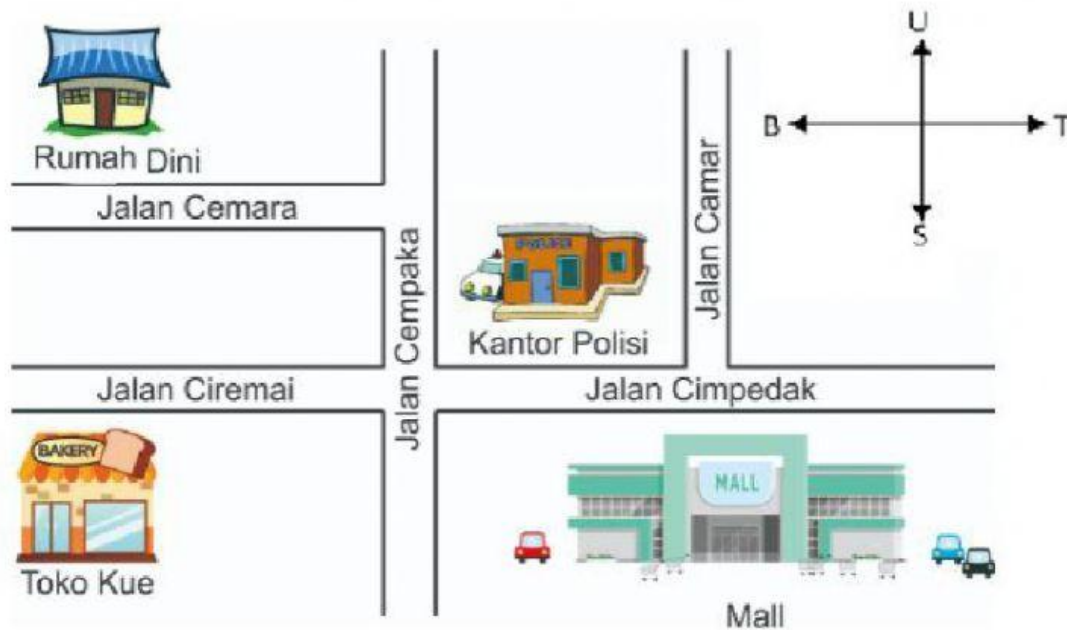 U
B
T
S
Rumah Dini
Jalan Cemara
Jalan Cempaka
Jalan Camar
Kantor Polisi
Jalan Ciremai
Jalan Cimpedak
BAKERY
MALL
Toko Kue
Mall